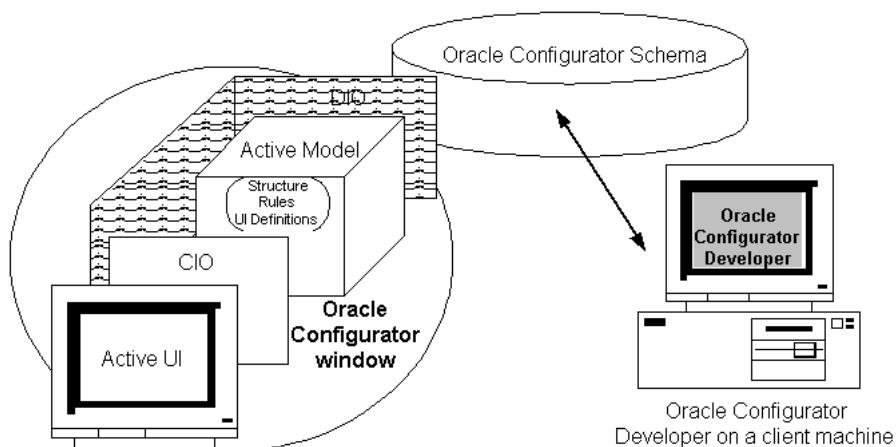 Oracle Configurator Schema
DIO
Active Model
Structure
Rules
UI Definitions
CIO
Oracle
Configurator
window
Active UI
Oracle
Configurator
Developer
Oracle Configurator
Developer on a client machine